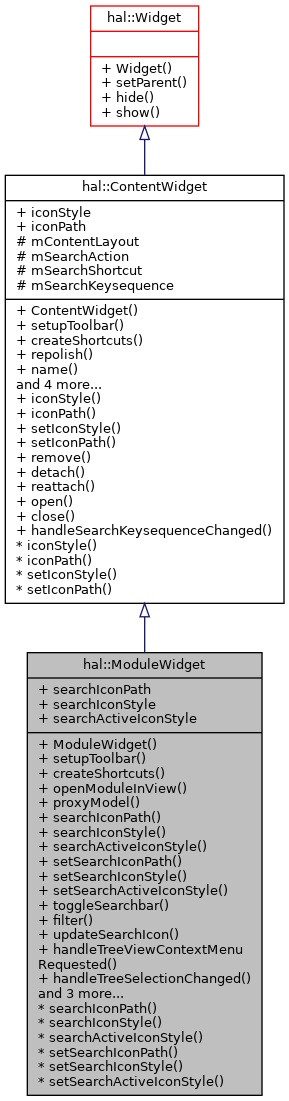 hal::Widget
+ Widget()
+ setParent()
+ hide()
+ show()
hal::ContentWidget
+ iconStyle
+ iconPath
# mContentLayout
# mSearchAction
# mSearchShortcut
# mSearchKeysequence
+ ContentWidget()
+ setupToolbar()
+ createShortcuts()
+ repolish()
+ name()
and 4 more...
+ iconStyle()
+ iconPath()
+ setIconStyle()
+ setIconPath()
+ remove()
+ detach()
+ reattach()
+ open()
+ close()
+ handleSearchKeysequenceChanged()
* iconStyle()
* iconPath()
* setIconStyle()
* setIconPath()
hal::ModuleWidget
+ searchIconPath
+ searchIconStyle
+ searchActiveIconStyle
+ ModuleWidget()
+ setupToolbar()
+ createShortcuts()
+ openModuleInView()
+ proxyModel()
+ searchIconPath()
+ searchIconStyle()
+ searchActiveIconStyle()
+ setSearchIconPath()
+ setSearchIconStyle()
+ setSearchActiveIconStyle()
+ toggleSearchbar()
+ filter()
+ updateSearchIcon()
+ handleTreeViewContextMenu
Requested()
+ handleTreeSelectionChanged()
and 3 more...
* searchIconPath()
* searchIconStyle()
* searchActiveIconStyle()
* setSearchIconPath()
* setSearchIconStyle()
* setSearchActiveIconStyle()